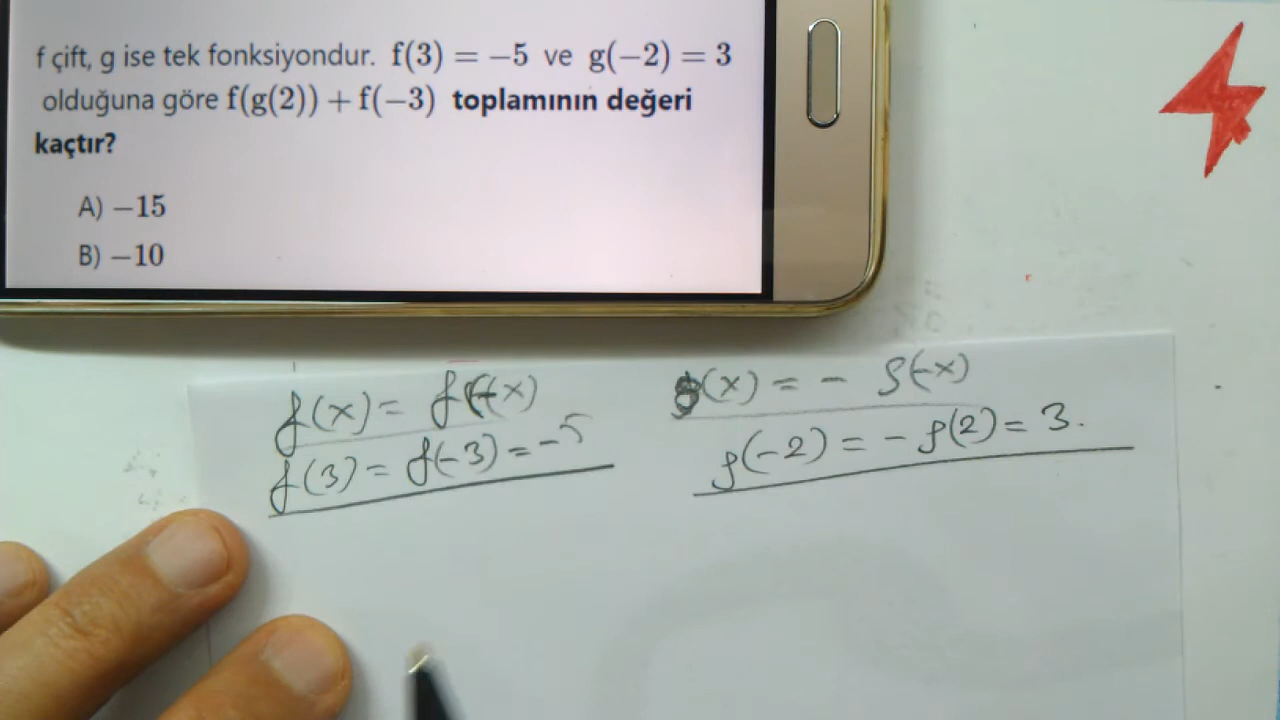 f çift, g ise tek fonksiyondur. f(3) = −5 ve g(−2) = 3
olduğuna göre f(g(2)) + f(−3) toplamının değeri
kaçtır?
A) −15
B) −10
f(x) = f(-x)
g(x) = - g(-x)
f(3) = f(-3) = -5
g(-2) = - g(2) = 3.